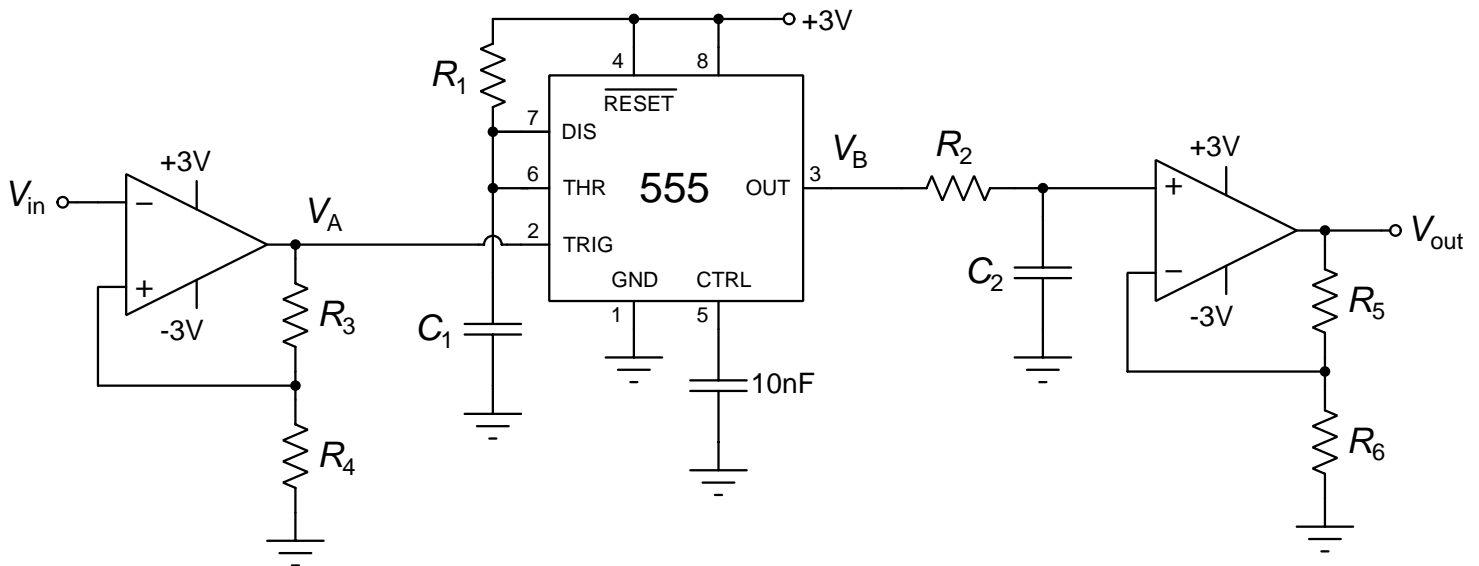 +3V
R1
4
8
RESET
7
DIS
+3V
Vin
−
VA
6
THR
555
OUT
3
VB
R2
+3V
+
2
TRIG
Vout
+
-3V
R3
GND
CTRL
C1
1
5
C2
−
-3V
R5
10nF
R4
R6